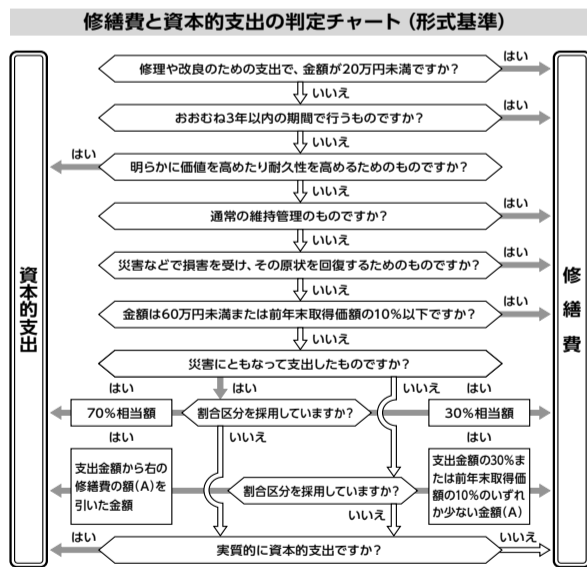 修繕費と資本的支出の判定チャート（形式基準）
はい
修理や改良のための支出で、金額が20万円未満ですか？
いいえ
はい
おおむね3年以内の期間で行うものですか？
いいえ
はい
明らかに価値を高めたり耐久性を高めるためのものですか？
いいえ
はい
通常の維持管理のものですか？
いいえ
はい
災害などで損害を受け、その原状を回復するためのものですか？
いいえ
はい
金額は60万円未満または前年末取得価額の10％以下ですか？
いいえ
災害にともなって支出したものですか？
はい
はい
いいえ
はい
70％相当額
割合区分を採用していますか？
30％相当額
はい
いいえ
はい
支出金額から右の
修繕費の額（A）を
引いた金額
割合区分を採用していますか？
支出金額の30％ま
たは前年末取得価
額の10％のいずれ
か少ない金額（A）
はい
いいえ
いいえ
実質的に資本的支出ですか？
資本的支出
修繕費